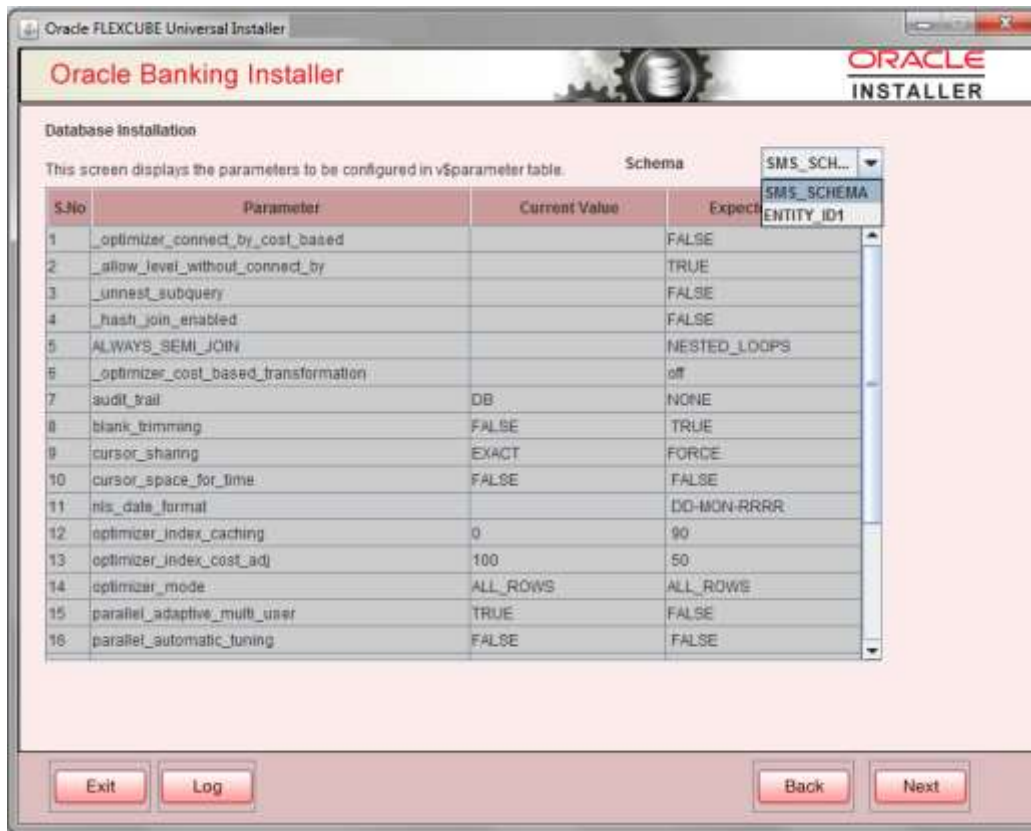 Oracle FLEXCUBE Universal Installer
Oracle Banking Installer
ORACLE
INSTALLER
Database Installation
This screen displays the parameters to be configured in v$parameter table.
Schema
SMS_SCH...
SMS_SCHEMA
ENTITY_ID1
S.No Parameter Current Value Expect
1 _optimizer_connect_by_cost_based FALSE
2 _allow_level_without_connect_by TRUE
3 _unnest_subquery FALSE
4 _hash_join_enabled FALSE
5 ALWAYS_SEMI_JOIN NESTED_LOOPS
6 _optimizer_cost_based_transformation off
7 audit_trail DB NONE
8 blank_trimming FALSE TRUE
9 cursor_sharing EXACT FORCE
10 cursor_space_for_time FALSE FALSE
11 nls_date_format DD-MON-RRRR
12 optimizer_index_caching 0 90
13 optimizer_index_cost_adj 100 50
14 optimizer_mode ALL_ROWS ALL_ROWS
15 parallel_adaptive_multi_user TRUE FALSE
16 parallel_automatic_tuning FALSE FALSE
Exit
Log
Back
Next